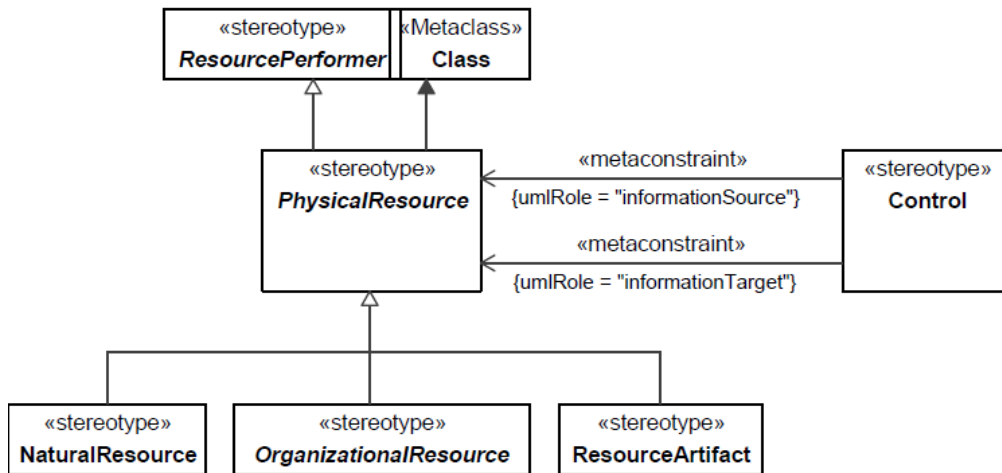 «stereotype»
ResourcePerformer
«Metaclass»
Class
«stereotype»
PhysicalResource
«metaconstraint»
{umlRole = "informationSource"}
«metaconstraint»
{umlRole = "informationTarget"}
«stereotype»
Control
«stereotype»
NaturalResource
«stereotype»
OrganizationalResource
«stereotype»
ResourceArtifact